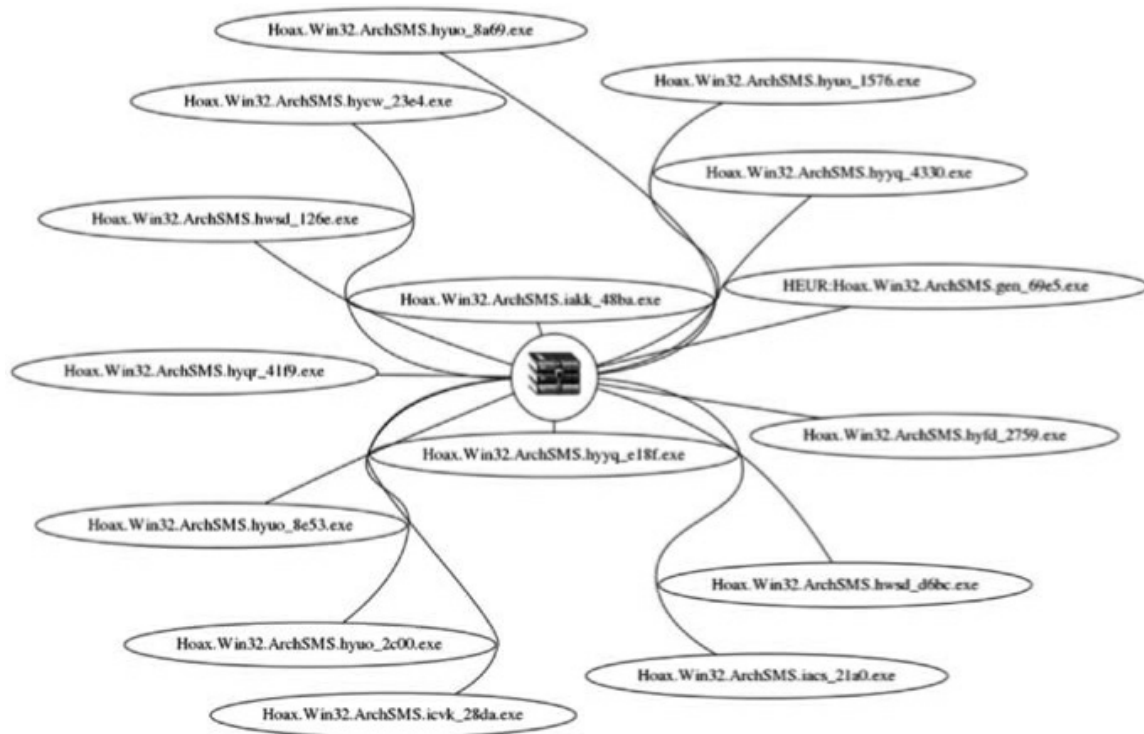 Hoax.Win32.ArchSMS.hyuo_8a69.exe
Hoax.Win32.ArchSMS.hyuo_1576.exe
Hoax.Win32.ArchSMS.hycw_23e4.exe
Hoax.Win32.ArchSMS.hyyq_4330.exe
Hoax.Win32.ArchSMS.hwsd_126e.exe
HEUR:Hoax.Win32.ArchSMS.gen_69e5.exe
Hoax.Win32.ArchSMS.iakk_48ba.exe
Hoax.Win32.ArchSMS.hyqr_41f9.exe
Hoax.Win32.ArchSMS.hyfd_2759.exe
Hoax.Win32.ArchSMS.hyyq_e18f.exe
Hoax.Win32.ArchSMS.hyuo_8e53.exe
Hoax.Win32.ArchSMS.hwsd_d6bc.exe
Hoax.Win32.ArchSMS.hyuo_2c00.exe
Hoax.Win32.ArchSMS.iacs_21a0.exe
Hoax.Win32.ArchSMS.icvk_28da.exe